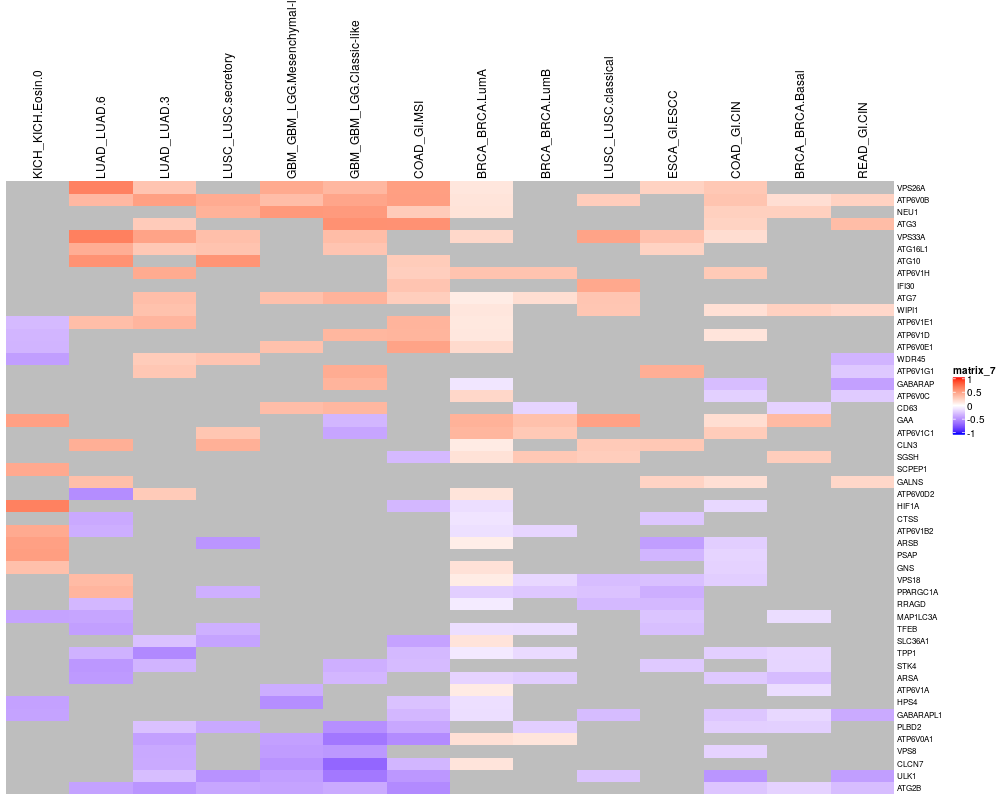 KICH_KICH.Eosin.0
LUAD_LUAD.6
LUAD_LUAD.3
LUSC_LUSC.secretory
GBM_GBM_LGG.Mesenchymal-l
GBM_GBM_LGG.Classic-like
COAD_GI.MSI
BRCA_BRCA.LumA
BRCA_BRCA.LumB
LUSC_LUSC.classical
ESCA_GI.ESCC
COAD_GI.CIN
BRCA_BRCA.Basal
READ_GI.CIN
VPS26A
ATP6V0B
NEU1
ATG3
VPS33A
ATG16L1
ATG10
ATP6V1H
IFI30
ATG7
WIPI1
ATP6V1E1
ATP6V1D
ATP6V0E1
WDR45
ATP6V1G1
GABARAP
ATP6V0C
CD63
GAA
ATP6V1C1
CLN3
SGSH
SCPEP1
GALNS
ATP6V0D2
HIF1A
CTSS
ATP6V1B2
ARSB
PSAP
GNS
VPS18
PPARGC1A
RRAGD
MAP1LC3A
TFEB
SLC36A1
TPP1
STK4
ARSA
ATP6V1A
HPS4
GABARAPL1
PLBD2
ATP6V0A1
VPS8
CLCN7
ULK1
ATG2B
matrix_7
1
0.5
0
-0.5
-1